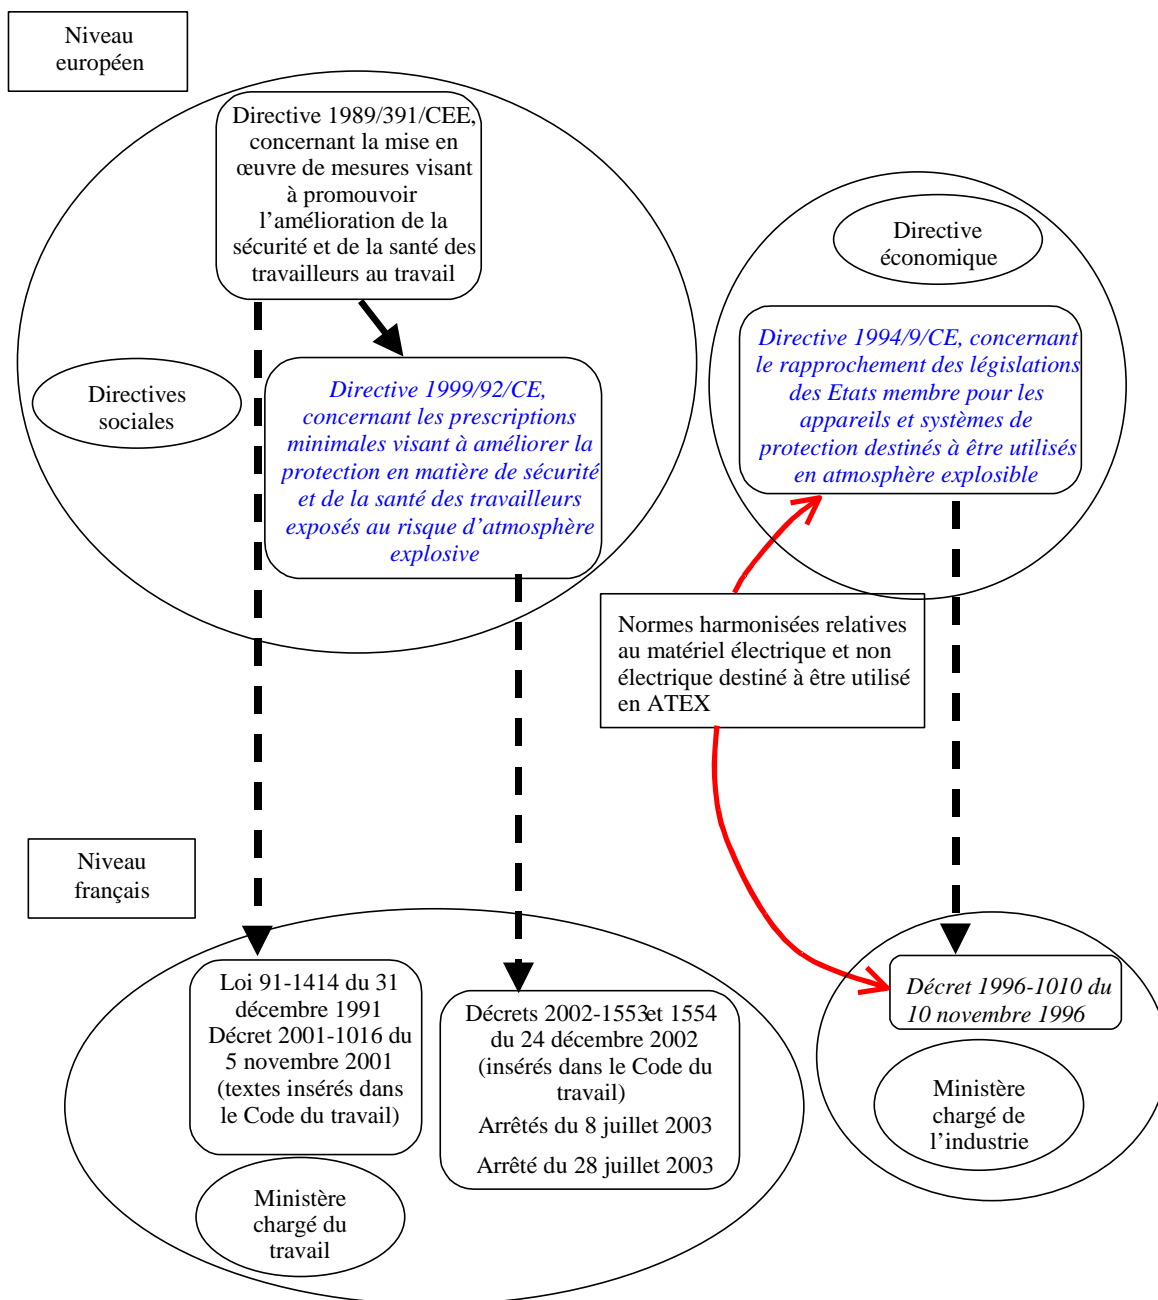 Niveau
européen
Directive 1989/391/CEE,
concernant la mise en
œuvre de mesures visant
à promouvoir
l’amélioration de la
sécurité et de la santé des
travailleurs au travail
Directive
économique
Directive 1994/9/CE, concernant
le rapprochement des législations
des Etats membre pour les
appareils et systèmes de
protection destinés à être utilisés
en atmosphère explosible
Directives
sociales
Directive 1999/92/CE,
concernant les prescriptions
minimales visant à améliorer la
protection en matière de sécurité
et de la santé des travailleurs
exposés au risque d’atmosphère
explosive
Normes harmonisées relatives
au matériel électrique et non
électrique destiné à être utilisé
en ATEX
Niveau
français
Loi 91-1414 du 31
décembre 1991
Décret 2001-1016 du
5 novembre 2001
(textes insérés dans
le Code du travail)
Décrets 2002-1553et 1554
du 24 décembre 2002
(insérés dans le Code du
travail)
Arrêtés du 8 juillet 2003
Arrêté du 28 juillet 2003
Décret 1996-1010 du
10 novembre 1996
Ministère
chargé de
l’industrie
Ministère
chargé du
travail